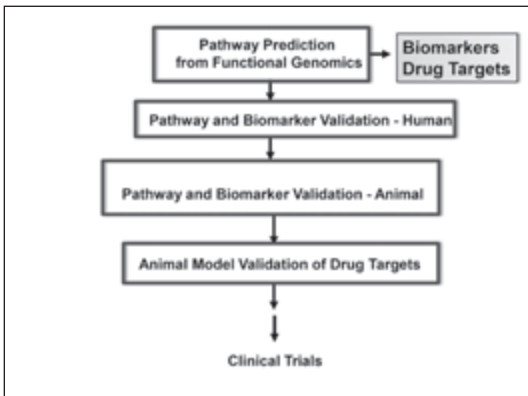 Pathway Prediction
from Functional Genomics
Biomarkers
Drug Targets
Pathway and Biomarker Validation - Human
Pathway and Biomarker Validation - Animal
Animal Model Validation of Drug Targets
Clinical Trials